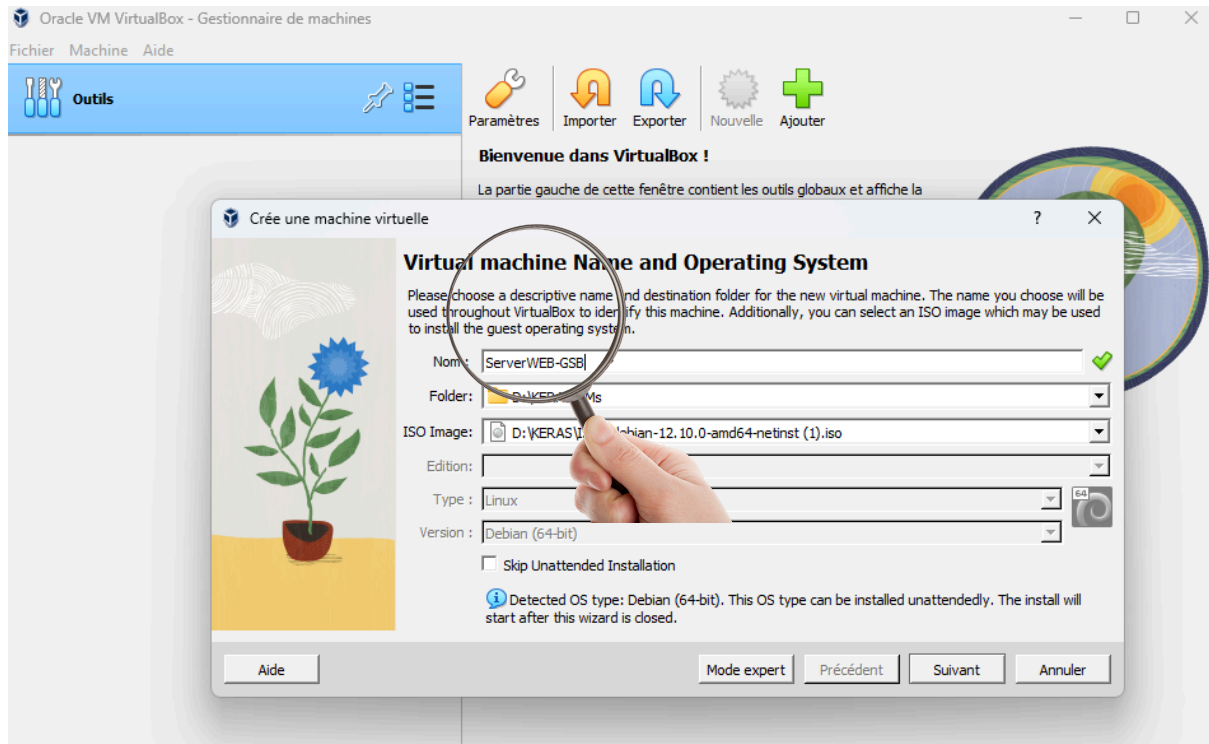 Oracle VM VirtualBox - Gestionnaire de machines
Fichier Machine Aide
Outils
Paramètres Importer Exporter Nouvelle Ajouter
Bienvenue dans VirtualBox !
La partie gauche de cette fenêtre contient les outils globaux et affiche la
Crée une machine virtuelle ?
Virtual machine Name and Operating System
Please choose a descriptive name and destination folder for the new virtual machine. The name you choose will be
used throughout VirtualBox to identify this machine. Additionally, you can select an ISO image which may be used
to install the guest operating system.
Nom : ServerWEB-GSB
Folder:
ISO Image: debian-12.10.0-amd64-netinst (1).iso
Edition:
Type : Linux
64
Version : Debian (64-bit)
Skip Unattended Installation
Detected OS type: Debian (64-bit). This OS type can be installed unattendedly. The install will
start after this wizard is closed.
Aide Mode expert Précédent Suivant Annuler